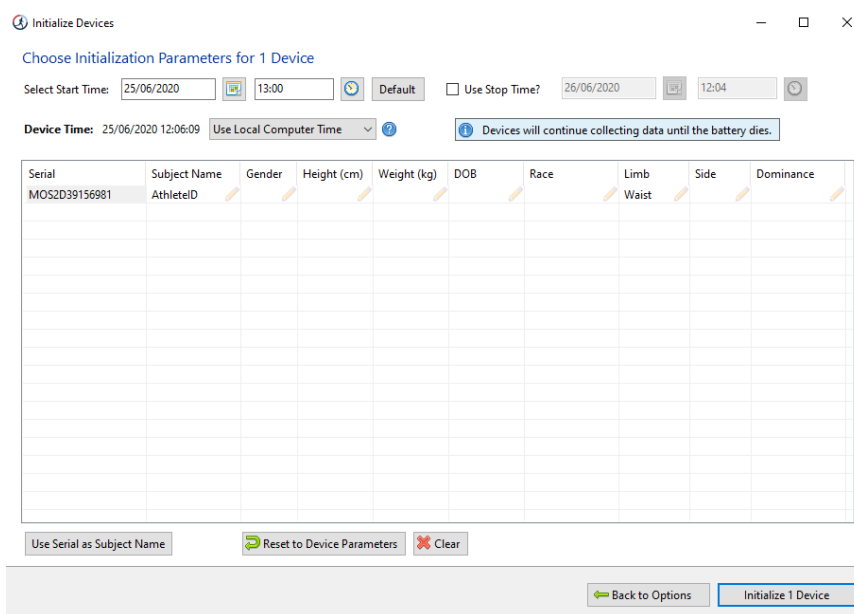 Initialize Devices
Choose Initialization Parameters for 1 Device
Select Start Time: 25/06/2020 13:00 Default Use Stop Time? 26/06/2020 12:04
Device Time: 25/06/2020 12:06:09 Use Local Computer Time ? i Devices will continue collecting data until the battery dies.
Serial Subject Name Gender Height (cm) Weight (kg) DOB Race Limb Side Dominance
MOS2D39156981 AthleteID Waist
Use Serial as Subject Name Reset to Device Parameters Clear
Back to Options Initialize 1 Device